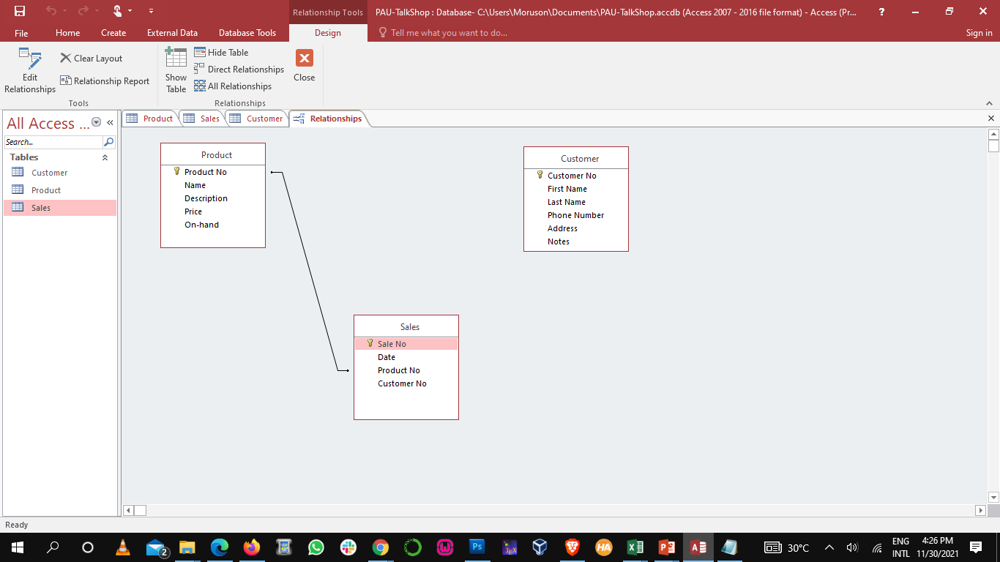 Relationship Tools
PAU-TalkShop : Database- C:\Users\Moruson\Documents\PAU-TalkShop.accdb (Access 2007 - 2016 file format) - Access (Pr...
?
File
Home
Create
External Data
Database Tools
Design
Tell me what you want to do...
Sign in
Edit
Relationships
Clear Layout
Relationship Report
Tools
Show
Table
Hide Table
Direct Relationships
All Relationships
Relationships
Close
All Access ...
Search...
Tables
Customer
Product
Sales
Product
Sales
Customer
Relationships
Product
Product No
Name
Description
Price
On-hand
Customer
Customer No
First Name
Last Name
Phone Number
Address
Notes
Sales
Sale No
Date
Product No
Customer No
Ready
2
Ps
HA
30°C
ENG
INTL
4:26 PM
11/30/2021